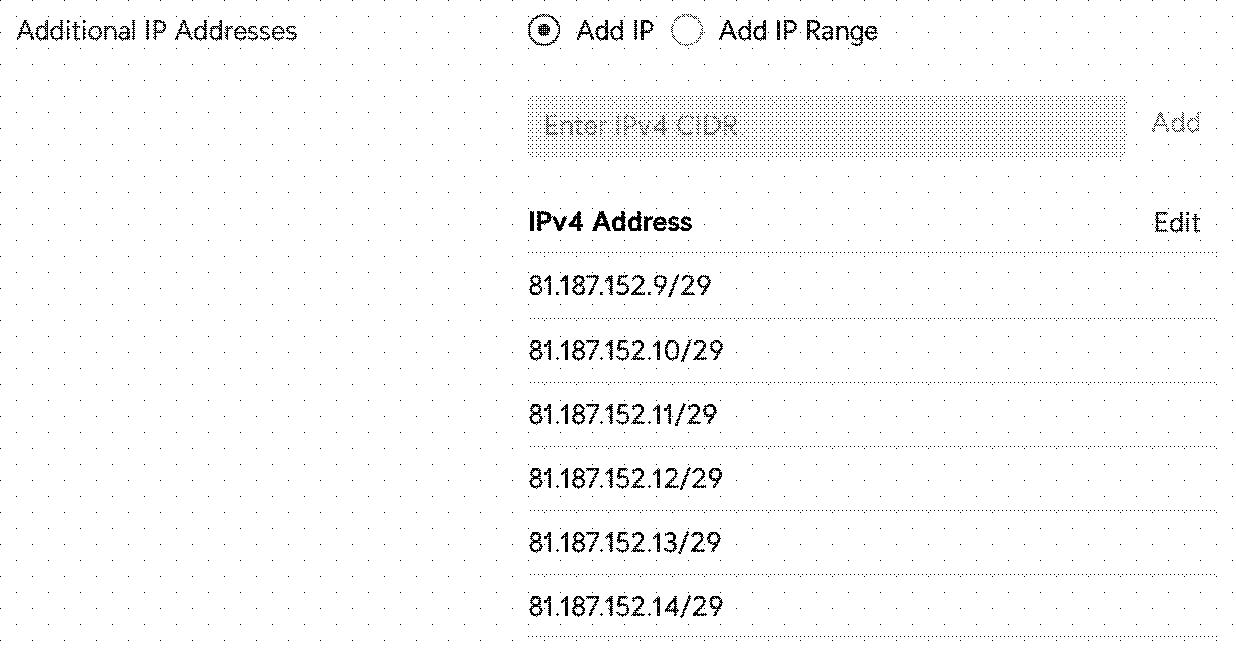 Additional IP Addresses
Add IP Add IP Range
Enter IPv4 CIDR Add
IPv4 Address Edit
81.187.152.9/29
81.187.152.10/29
81.187.152.11/29
81.187.152.12/29
81.187.152.13/29
81.187.152.14/29